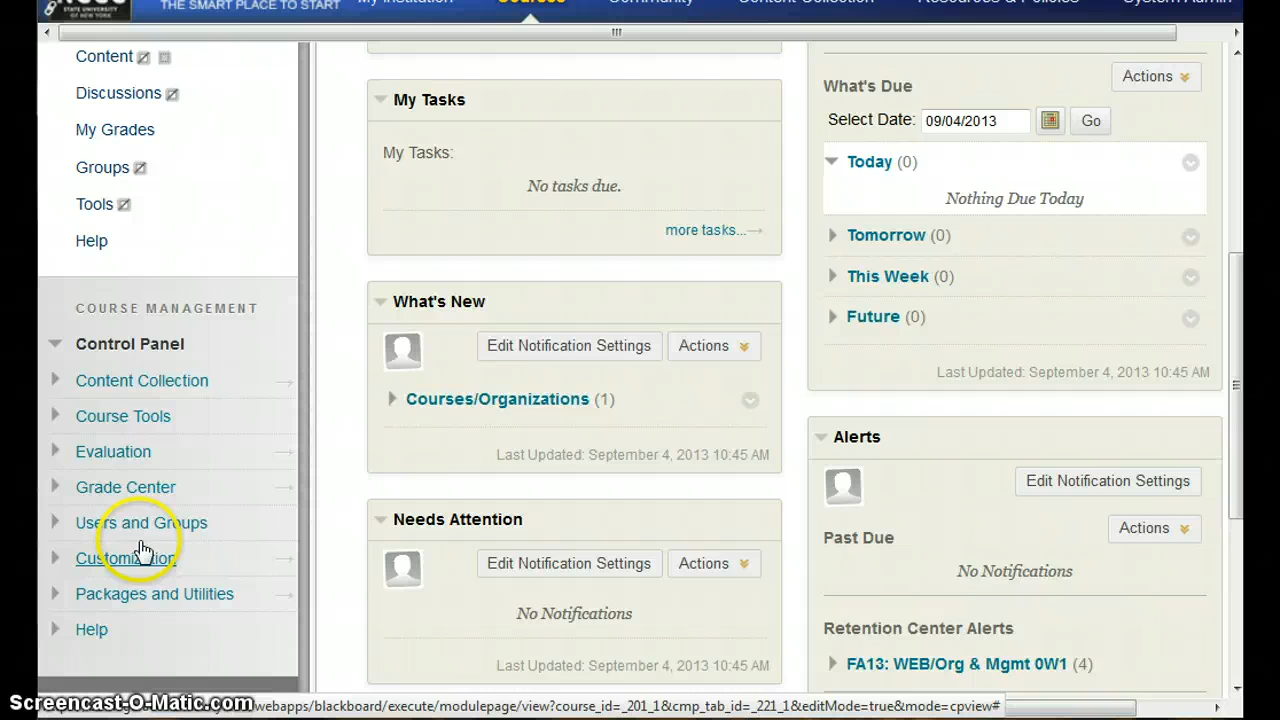 STATE UNIVERSITY
OF NEW YORK
THE SMART PLACE TO START
My Institution
Courses
Community
Content Collection
Resources & Policies
System Admin
Content
Discussions
My Grades
Groups
Tools
Help
COURSE MANAGEMENT
Control Panel
Content Collection
Course Tools
Evaluation
Grade Center
Users and Groups
Customization
Packages and Utilities
Help
My Tasks
My Tasks:
No tasks due.
more tasks...
What's New
Edit Notification Settings
Actions
Courses/Organizations (1)
Last Updated: September 4, 2013 10:45 AM
Needs Attention
Edit Notification Settings
Actions
No Notifications
Last Updated: September 4, 2013 10:45 AM
Actions
What's Due
Select Date: 09/04/2013 Go
Today (0)
Nothing Due Today
Tomorrow (0)
This Week (0)
Future (0)
Last Updated: September 4, 2013 10:45 AM
Alerts
Edit Notification Settings
Actions
Past Due
No Notifications
Retention Center Alerts
FA13: WEB/Org & Mgmt 0W1 (4)
Screencast-O-Matic.com
/webapps/blackboard/execute/modulepage/view?course_id=_201_1&cmp_tab_id=_221_1&editMode=true&mode=cpview#